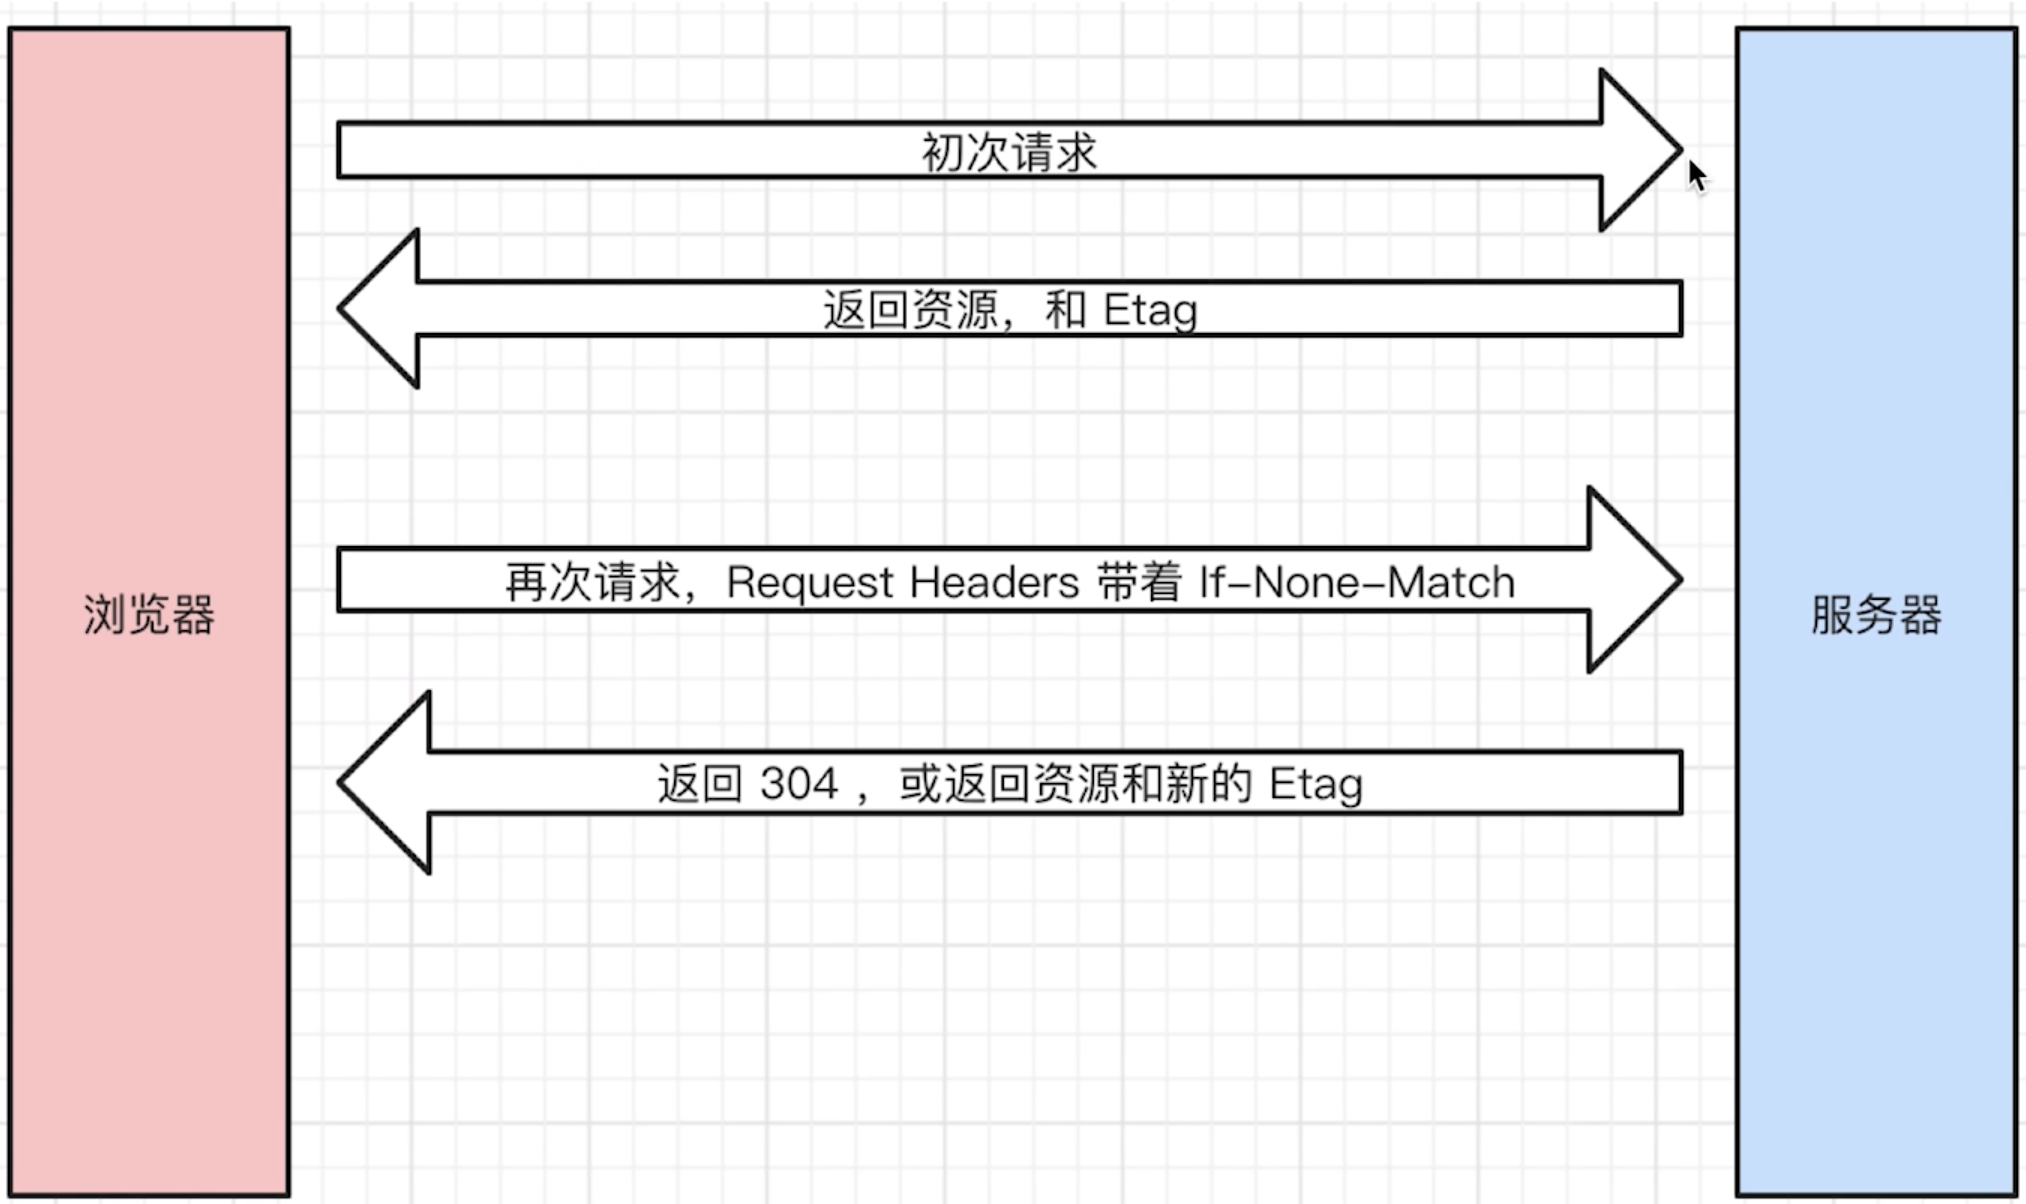 初次请求
返回资源，和 Etag
再次请求，Request Headers 带着 If-None-Match
浏览器
服务器
返回 304 ，或返回资源和新的 Etag